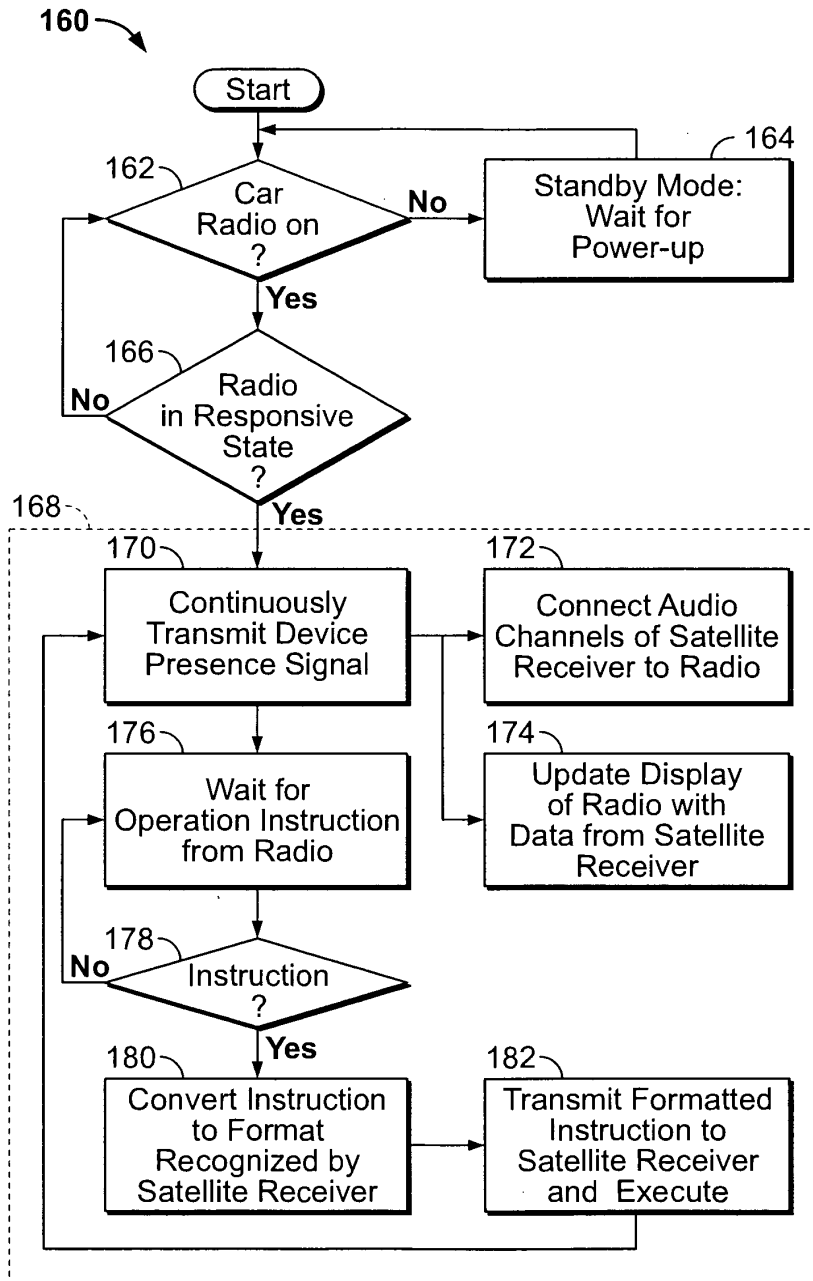 160
Start
162
Car
Radio on
?
No
164
Standby Mode:
Wait for
Power-up
Yes
166
Radio
in Responsive
State
?
No
Yes
168
170
Continuously
Transmit Device
Presence Signal
172
Connect Audio
Channels of Satellite
Receiver to Radio
176
Wait for
Operation Instruction
from Radio
174
Update Display
of Radio with
Data from Satellite
Receiver
178
Instruction
?
No
Yes
180
Convert Instruction
to Format
Recognized by
Satellite Receiver
182
Transmit Formatted
Instruction to
Satellite Receiver
and Execute